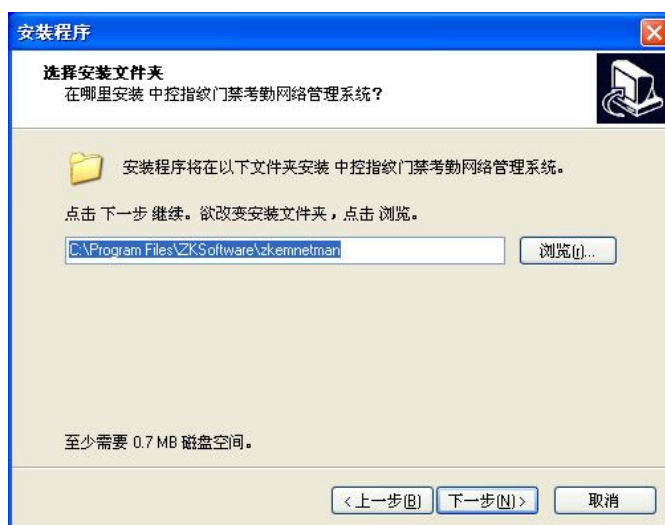 安装程序
选择安装文件夹
在哪里安装 中控指纹门禁考勤网络管理系统?
安装程序将在以下文件夹安装 中控指纹门禁考勤网络管理系统。
点击 下一步 继续。欲改变安装文件夹，点击 浏览。
C:\Program Files\ZKSoftware\zkemnetman
浏览(r)...
至少需要 0.7 MB 磁盘空间。
<上一步(B) 下一步(N)> 取消